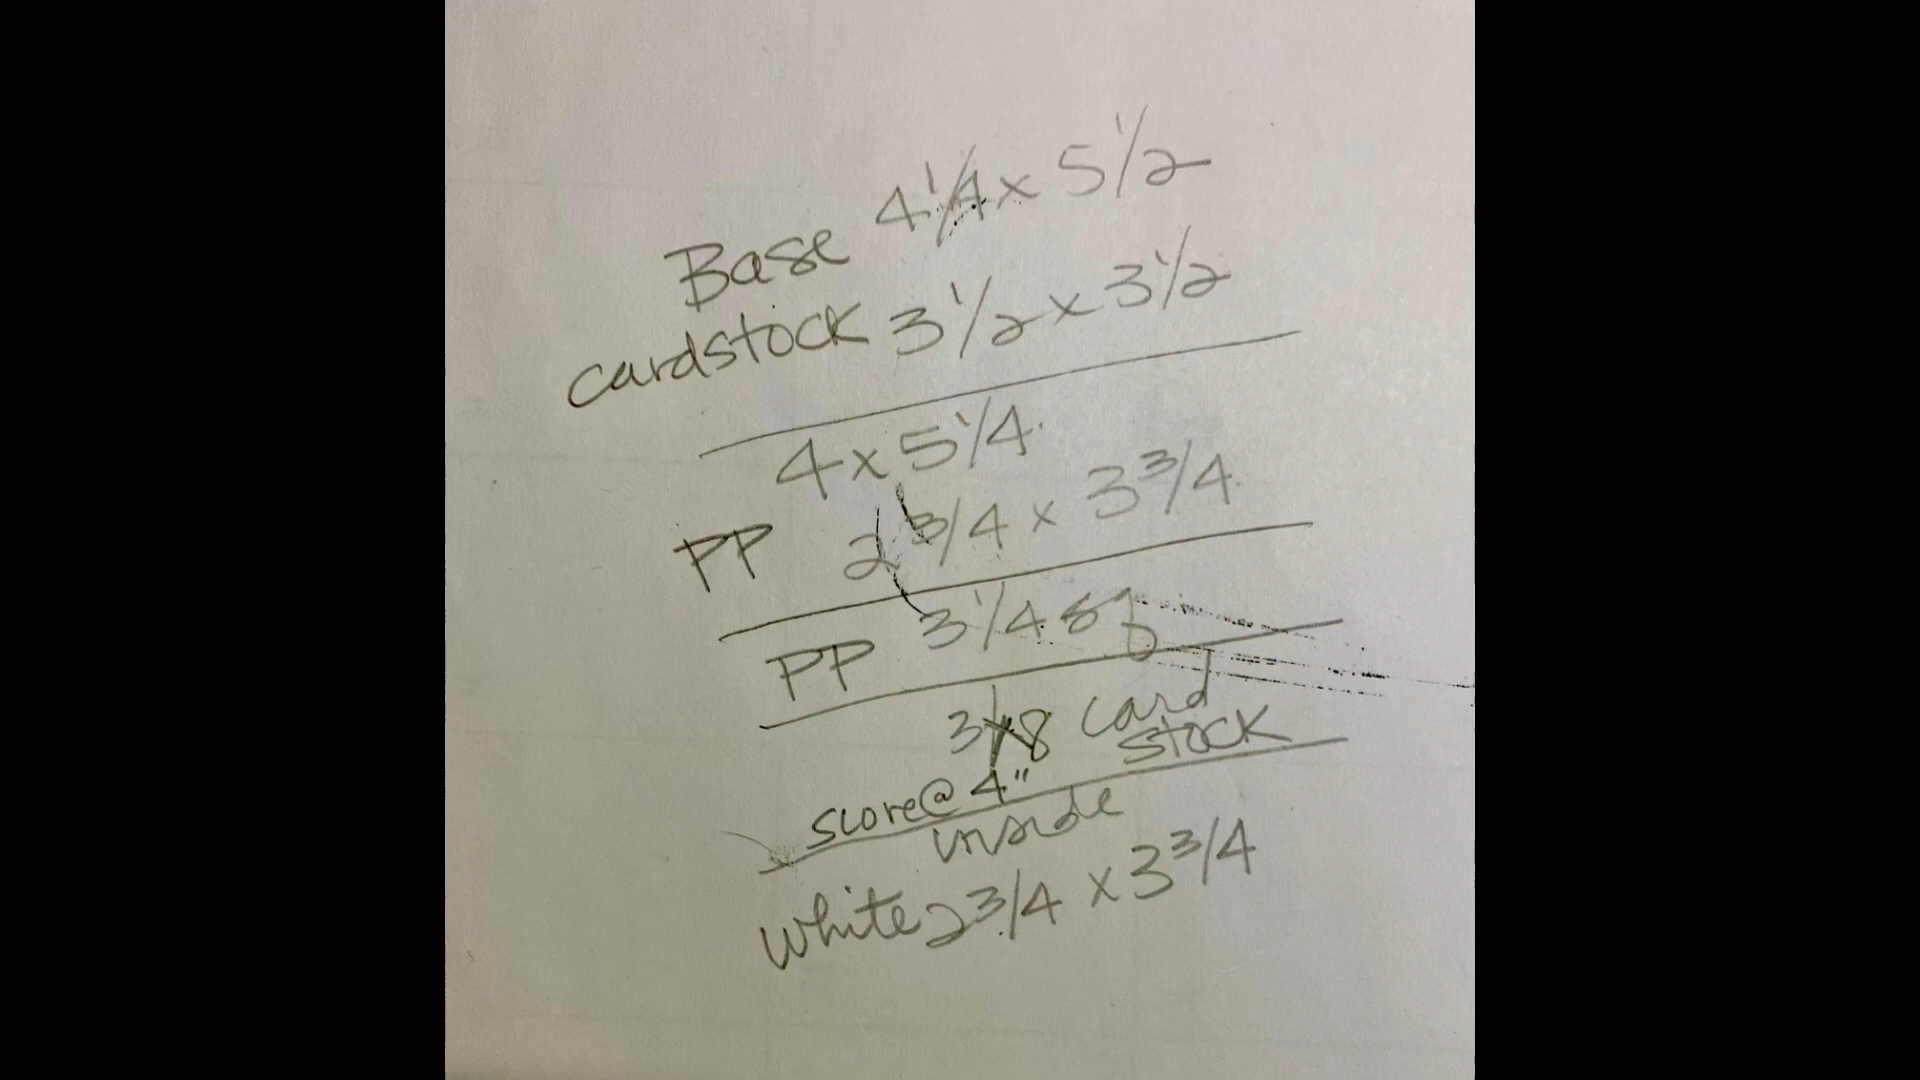 Base 4 1/4 x 5 1/2
cardstock 3 1/2 x 3 1/2
4 x 5 1/4
PP 2 3/4 x 3 3/4
PP 3 1/4 sq
3 x 8 card
stock
score@ 4"
inside
white 2 3/4 x 3 3/4